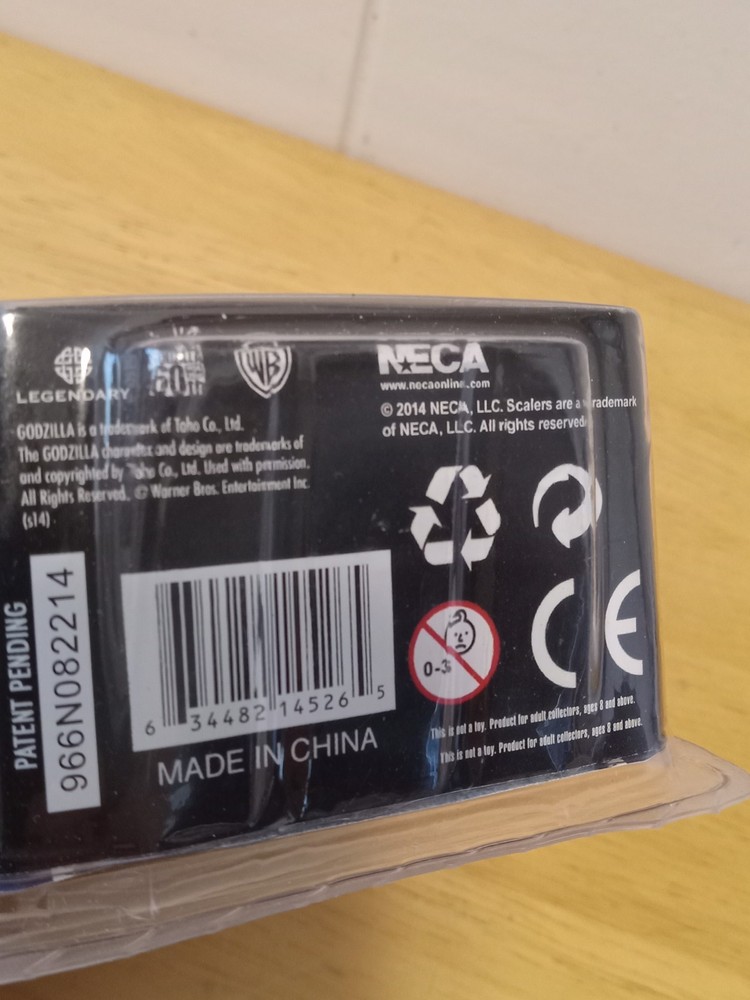 LEGENDARY
60TH
WB
GODZILLA is a trademark of Toho Co., Ltd.
The GODZILLA character and design are trademarks of
and copyrighted by Toho Co., Ltd. Used with permission.
All Rights Reserved. © Warner Bros. Entertainment Inc.
(s14)
NECA
www.necaonline.com
© 2014 NECA, LLC. Scalers are a trademark
of NECA, LLC. All rights reserved
PATENT PENDING
966N082214
6 34482 14526 5
MADE IN CHINA
0-3
CE
This is not a toy. Product for adult collectors, ages 8 and above.
This is not a toy. Product for adult collectors, ages 8 and above.